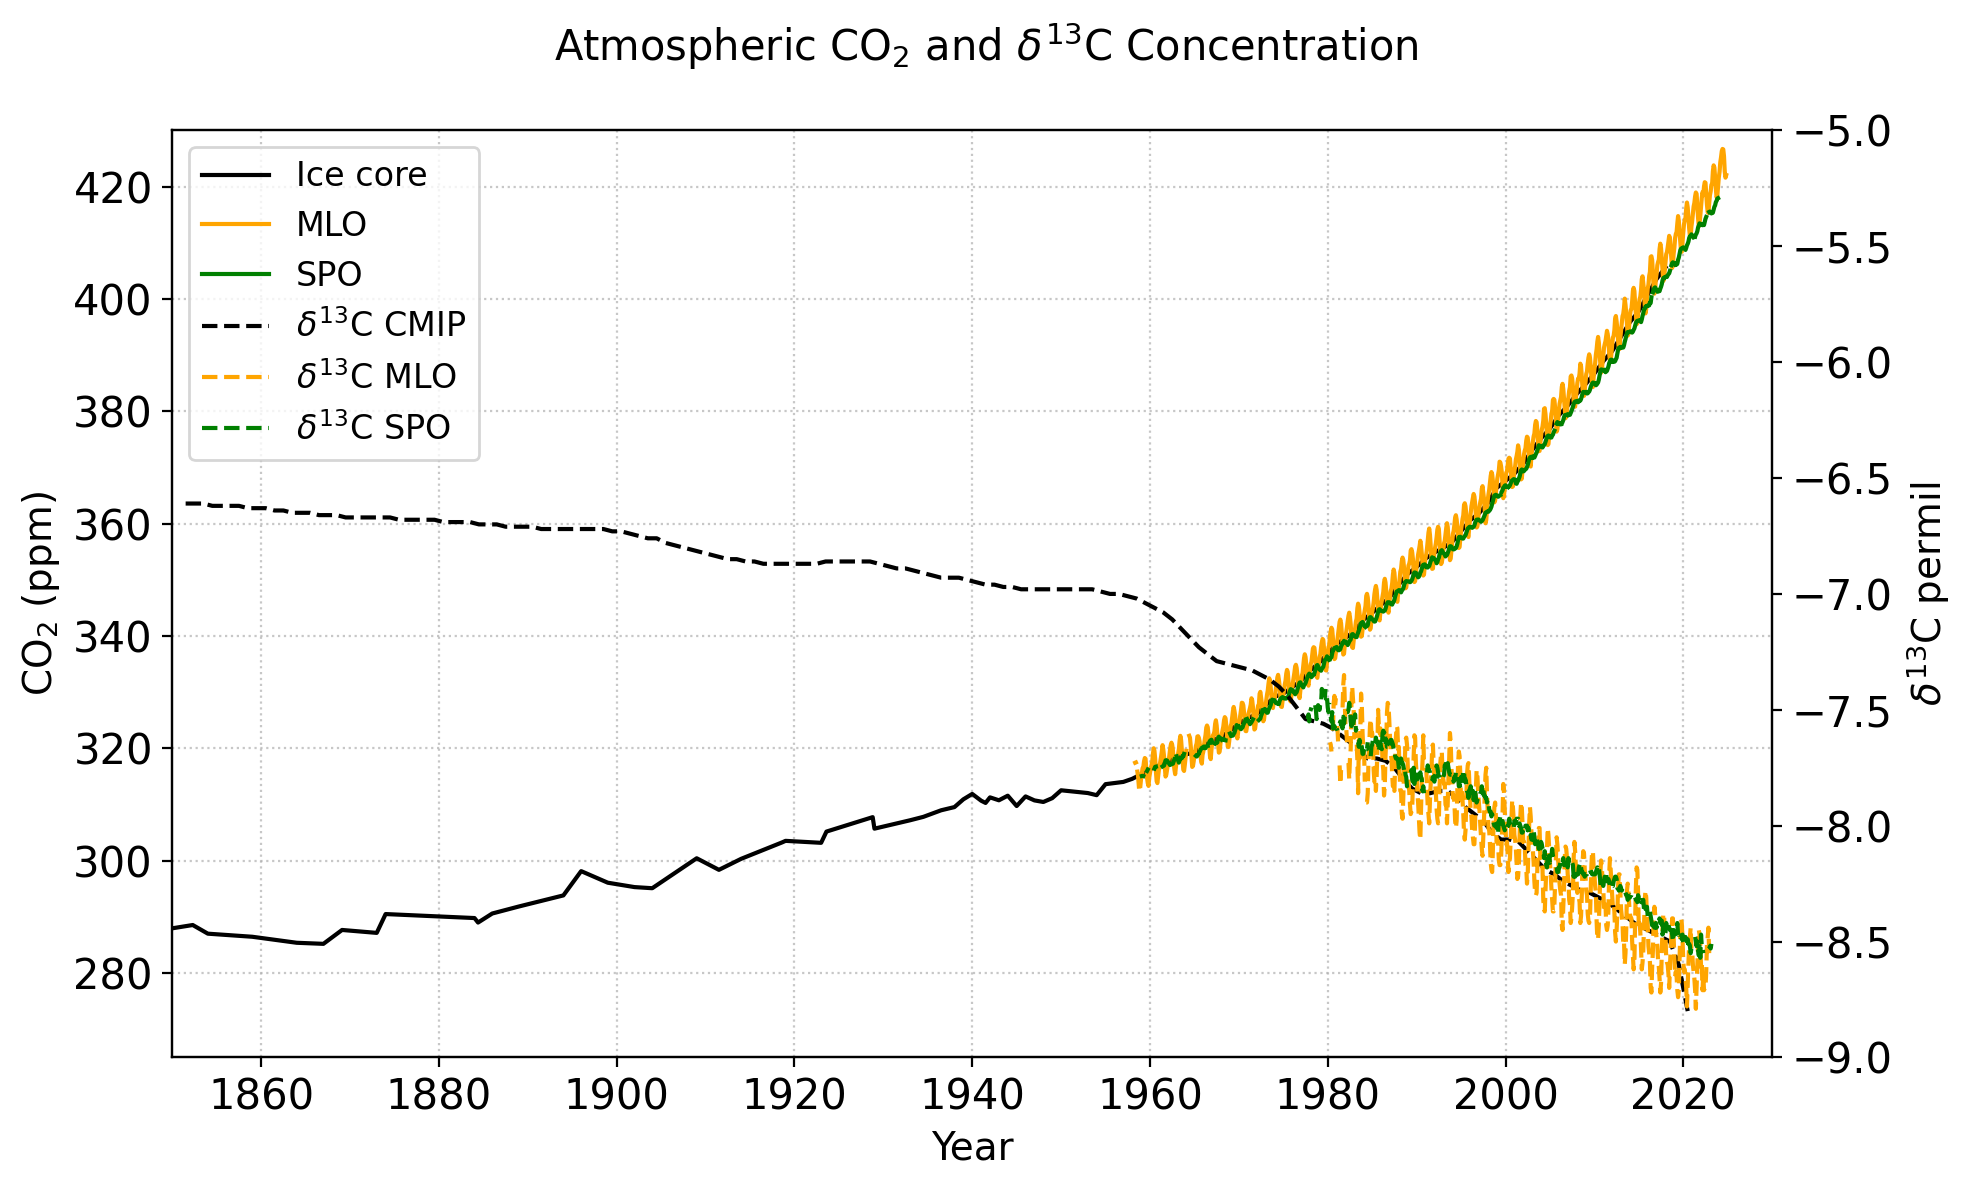 Atmospheric CO₂ and δ¹³C Concentration
Ice core
MLO
SPO
δ¹³C CMIP
δ¹³C MLO
δ¹³C SPO
CO₂ (ppm)
420
400
380
360
340
320
300
280
−5.0
−5.5
−6.0
−6.5
−7.0
−7.5
−8.0
−8.5
−9.0
δ¹³C permil
1860 1880 1900 1920 1940 1960 1980 2000 2020
Year